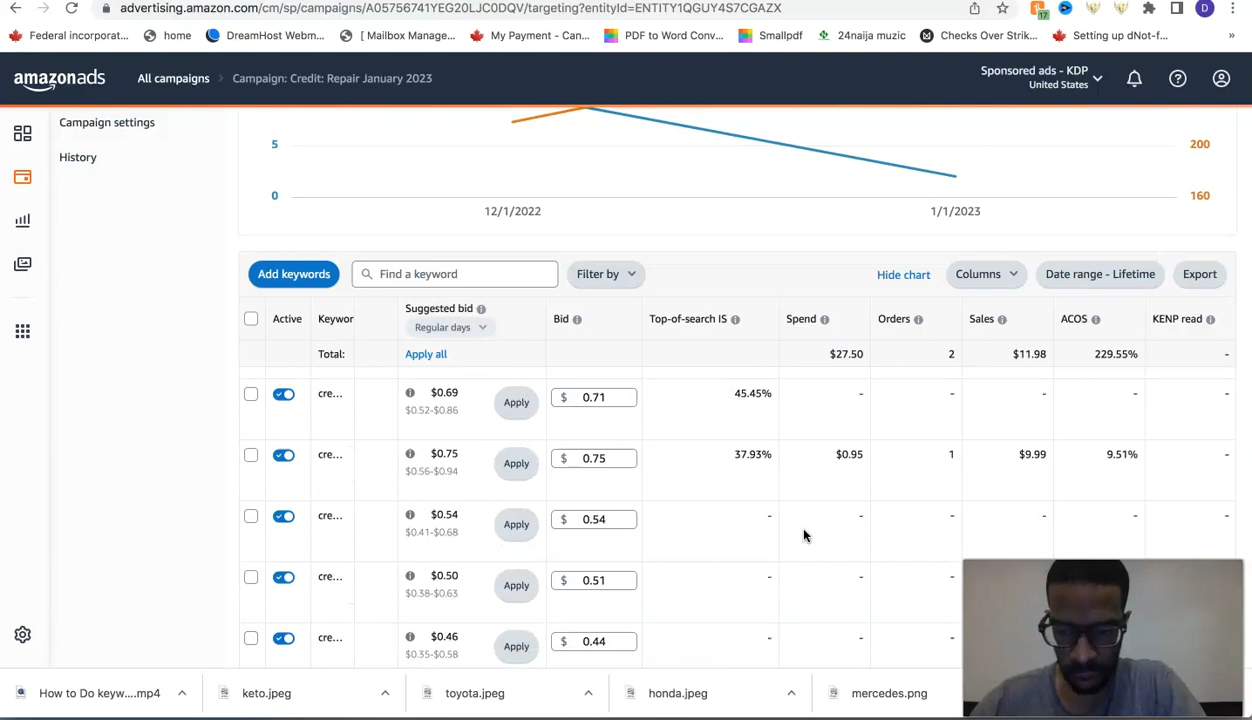 advertising.amazon.com/cm/sp/campaigns/A05756741YEG20LJC0DQV/targeting?entityId=ENTITY1QGUY4S7CGAZX
17
D
Federal incorporat...
home
DreamHost Webm...
[ Mailbox Manage...
My Payment - Can...
PDF to Word Conv...
Smallpdf
24naija muzic
Checks Over Strik...
Setting up dNot-f...
»
amazonads
All campaigns
Campaign: Credit: Repair January 2023
Sponsored ads - KDP
United States
Campaign settings
History
5
200
0
160
12/1/2022
1/1/2023
Add keywords
Find a keyword
Filter by
Hide chart
Columns
Date range - Lifetime
Export
Active
Keywor
Suggested bid
Regular days
Bid
Top-of-search IS
Spend
Orders
Sales
ACOS
KENP read
Total:
Apply all
$27.50
2
$11.98
229.55%
-
cre...
$0.69
$0.52-$0.86
Apply
$ 0.71
45.45%
-
-
-
-
-
cre...
$0.75
$0.56-$0.94
Apply
$ 0.75
37.93%
$0.95
1
$9.99
9.51%
-
cre...
$0.54
$0.41-$0.68
Apply
$ 0.54
-
-
-
-
-
-
cre...
$0.50
$0.38-$0.63
Apply
$ 0.51
-
-
-
cre...
$0.46
$0.35-$0.58
Apply
$ 0.44
-
-
-
How to Do keyw....mp4
keto.jpeg
toyota.jpeg
honda.jpeg
mercedes.png